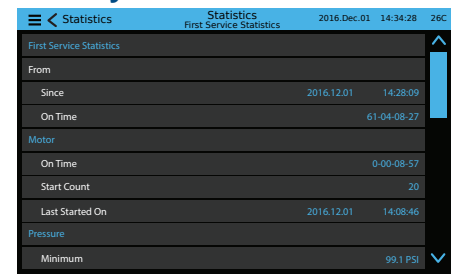 Statistics
Statistics
First Service Statistics
2016.Dec.01 14:34:28 26C
First Service Statistics
From
Since 2016.12.01 14:28:09
On Time 61-04-08-27
Motor
On Time 0-00-08-57
Start Count 20
Last Started On 2016.12.01 14:08:46
Pressure
Minimum 99.1 PSI